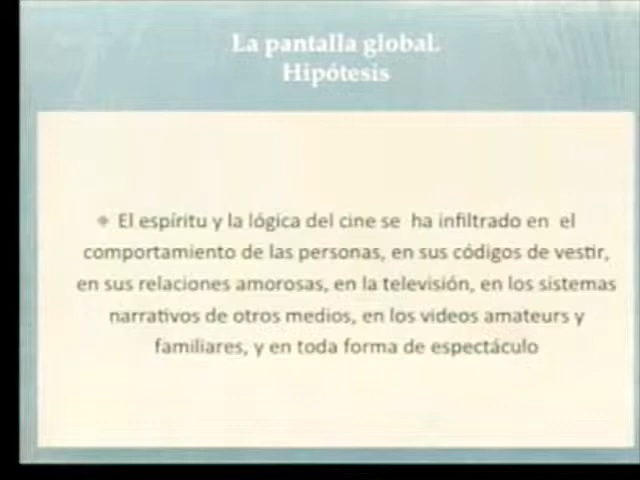 La pantalla global.
Hipótesis
El espíritu y la lógica del cine se ha infiltrado en el
comportamiento de las personas, en sus códigos de vestir,
en sus relaciones amorosas, en la televisión, en los sistemas
narrativos de otros medios, en los videos amateurs y
familiares, y en toda forma de espectáculo